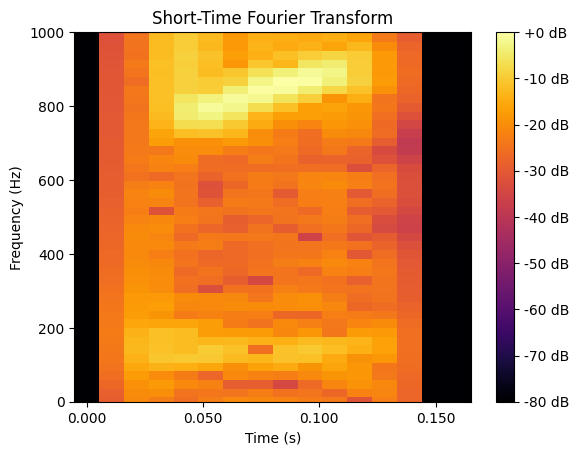 Short-Time Fourier Transform
1000
800
600
400
200
0
Frequency (Hz)
0.000
0.050
0.100
0.150
Time (s)
+0 dB
-10 dB
-20 dB
-30 dB
-40 dB
-50 dB
-60 dB
-70 dB
-80 dB